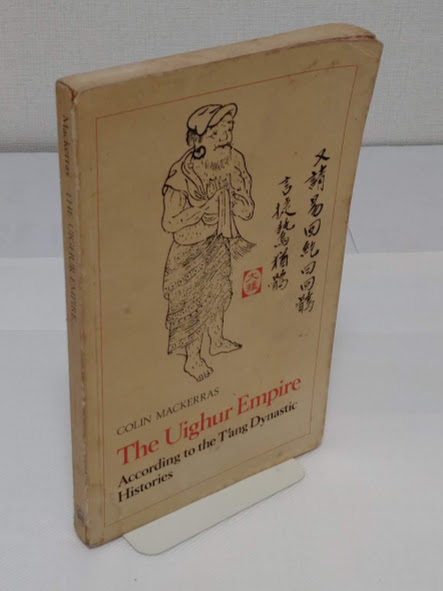 又請易回紇曰回鶻
言捷鷙猶鶻
COLIN MACKERRAS
The Uighur Empire
According to the T'ang Dynastic
Histories
Mackerras THE UIGHUR EMPIRE